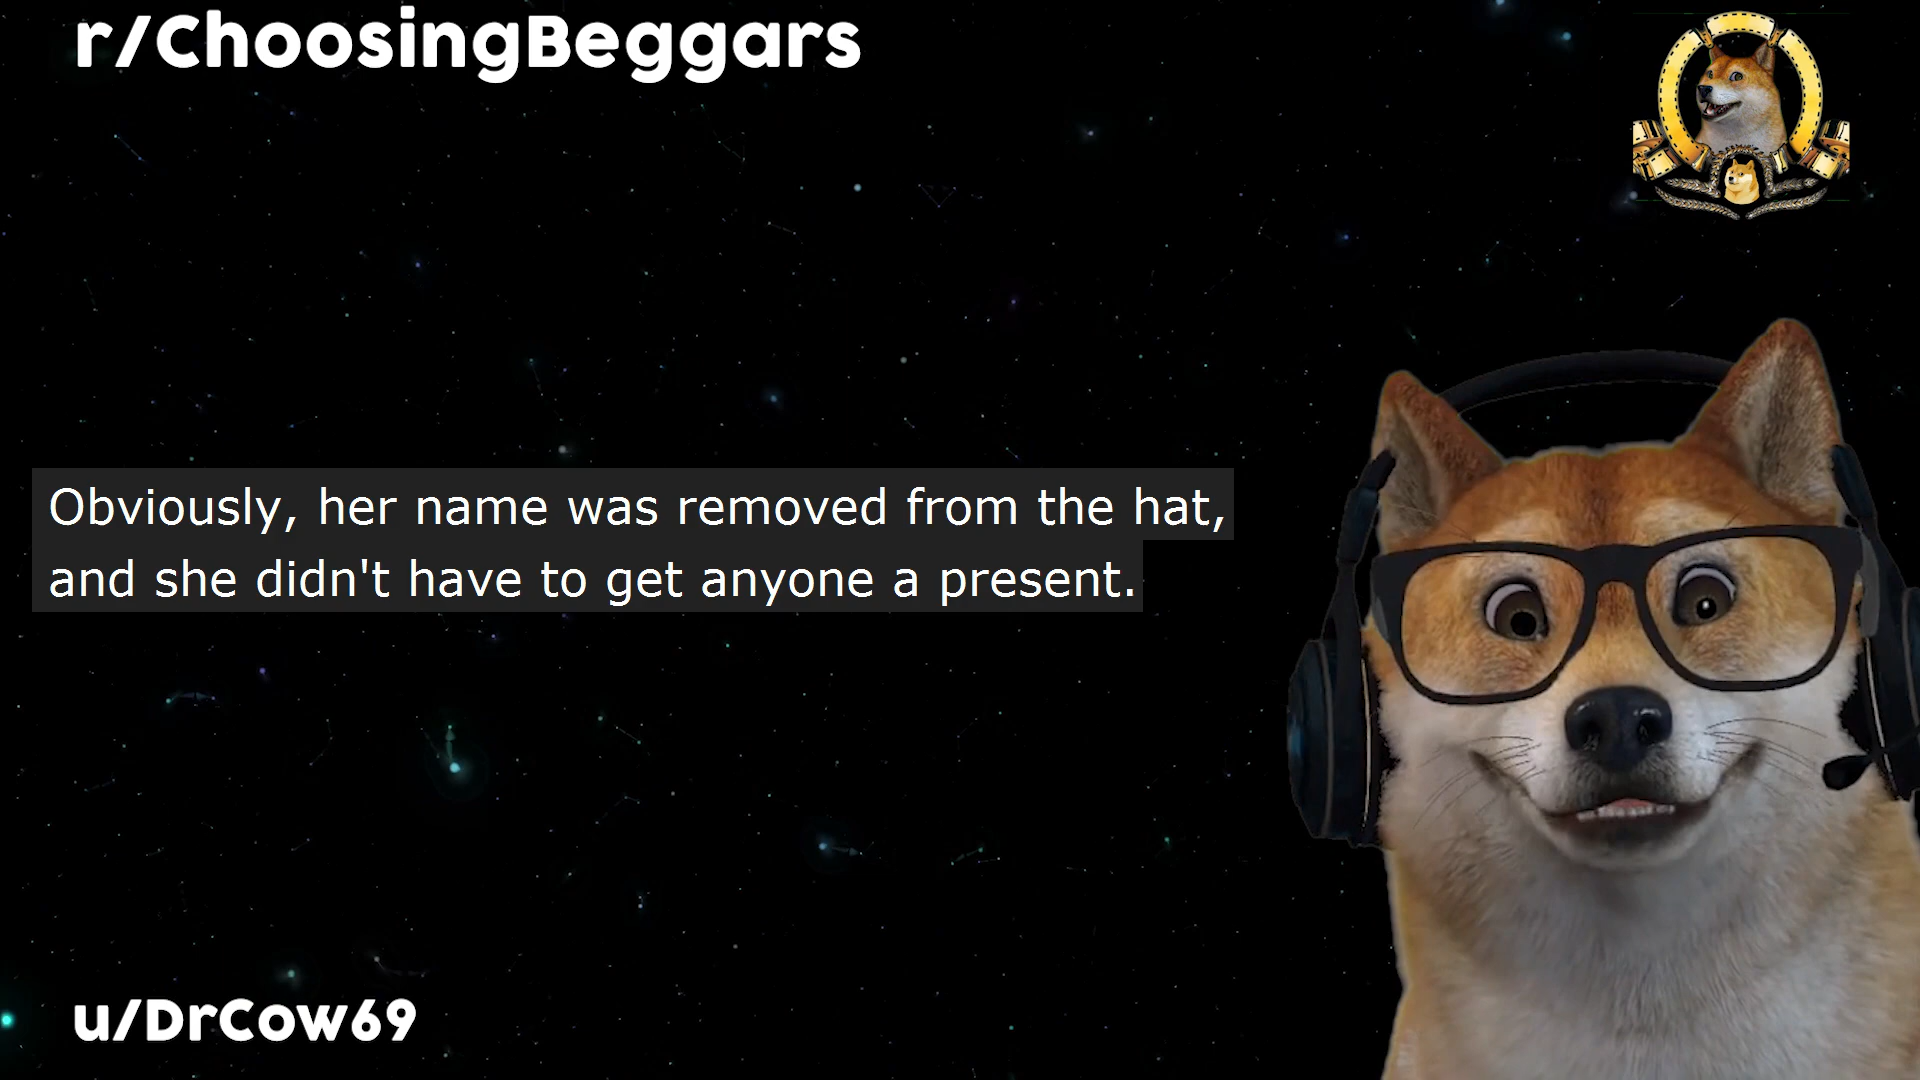 r/ChoosingBeggars
Obviously, her name was removed from the hat,
and she didn't have to get anyone a present.
u/DrCow69